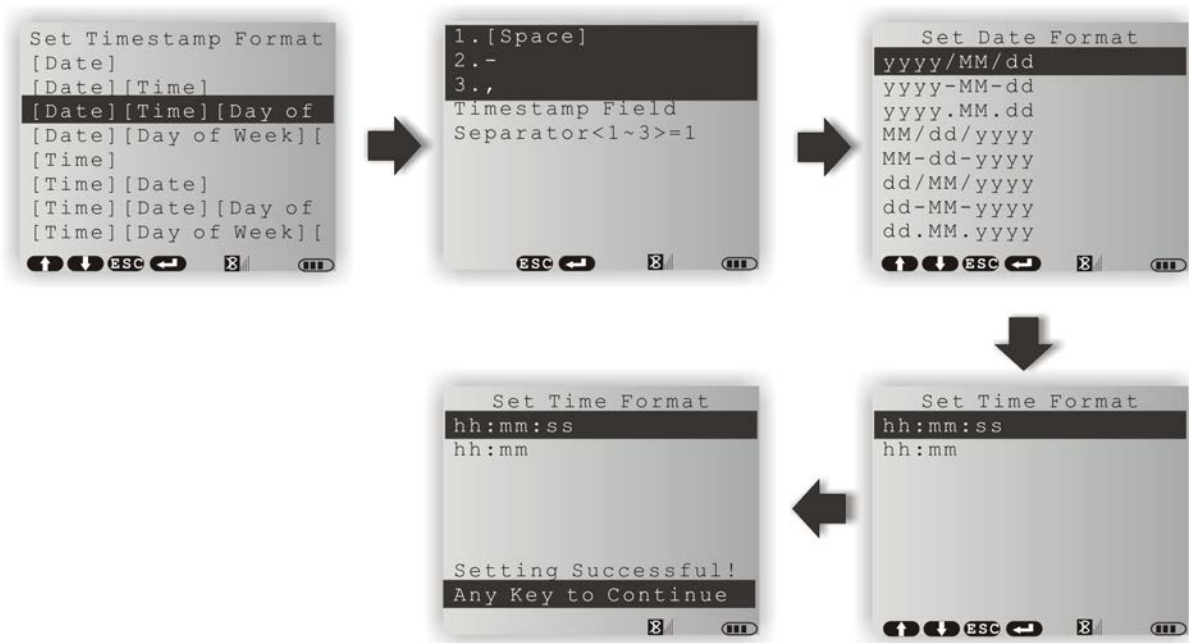 Set Timestamp Format
[Date]
[Date][Time]
[Date][Time][Day of
[Date][Day of Week][
[Time]
[Time][Date]
[Time][Date][Day of
[Time][Day of Week][
ESC
1.[Space]
2.-
3.,
Timestamp Field
Separator<1~3>=1
ESC
Set Date Format
yyyy/MM/dd
yyyy-MM-dd
yyyy.MM.dd
MM/dd/yyyy
MM-dd-yyyy
dd/MM/yyyy
dd-MM-yyyy
dd.MM.yyyy
ESC
Set Time Format
hh:mm:ss
hh:mm
ESC
Set Time Format
hh:mm:ss
hh:mm
Setting Successful!
Any Key to Continue